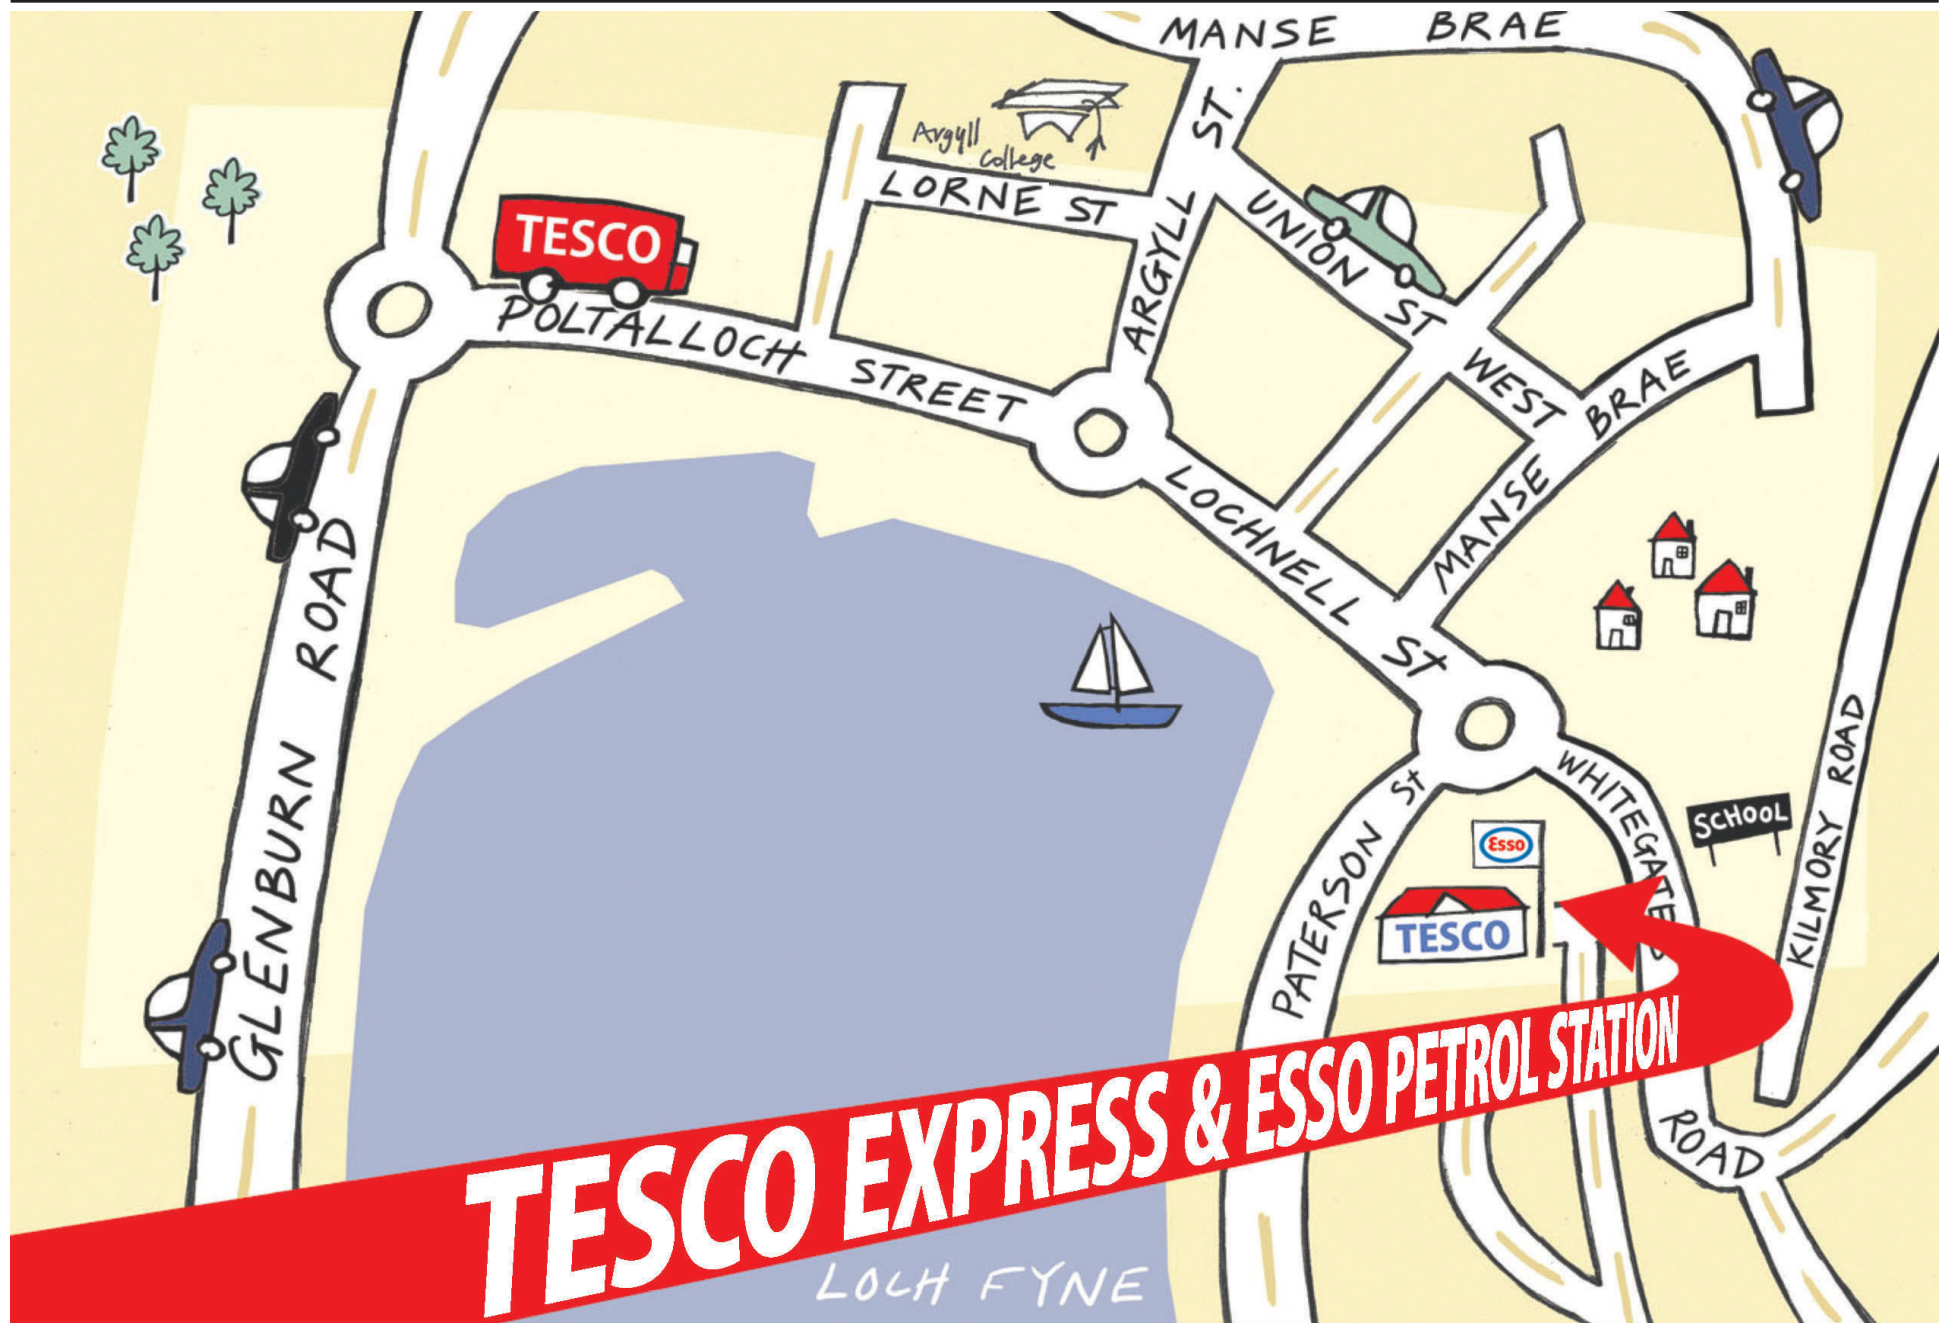 MANSE BRAE
Argyll
College
LORNE ST
ARGYLL ST.
UNION ST
WEST
MANSE BRAE
TESCO
POLTALLOCH STREET
LOCHNELL St
GLENBURN ROAD
PATERSON St
WHITEGATES
ROAD
SCHOOL
KILMORY ROAD
Esso
TESCO
TESCO EXPRESS & ESSO PETROL STATION
LOCH FYNE